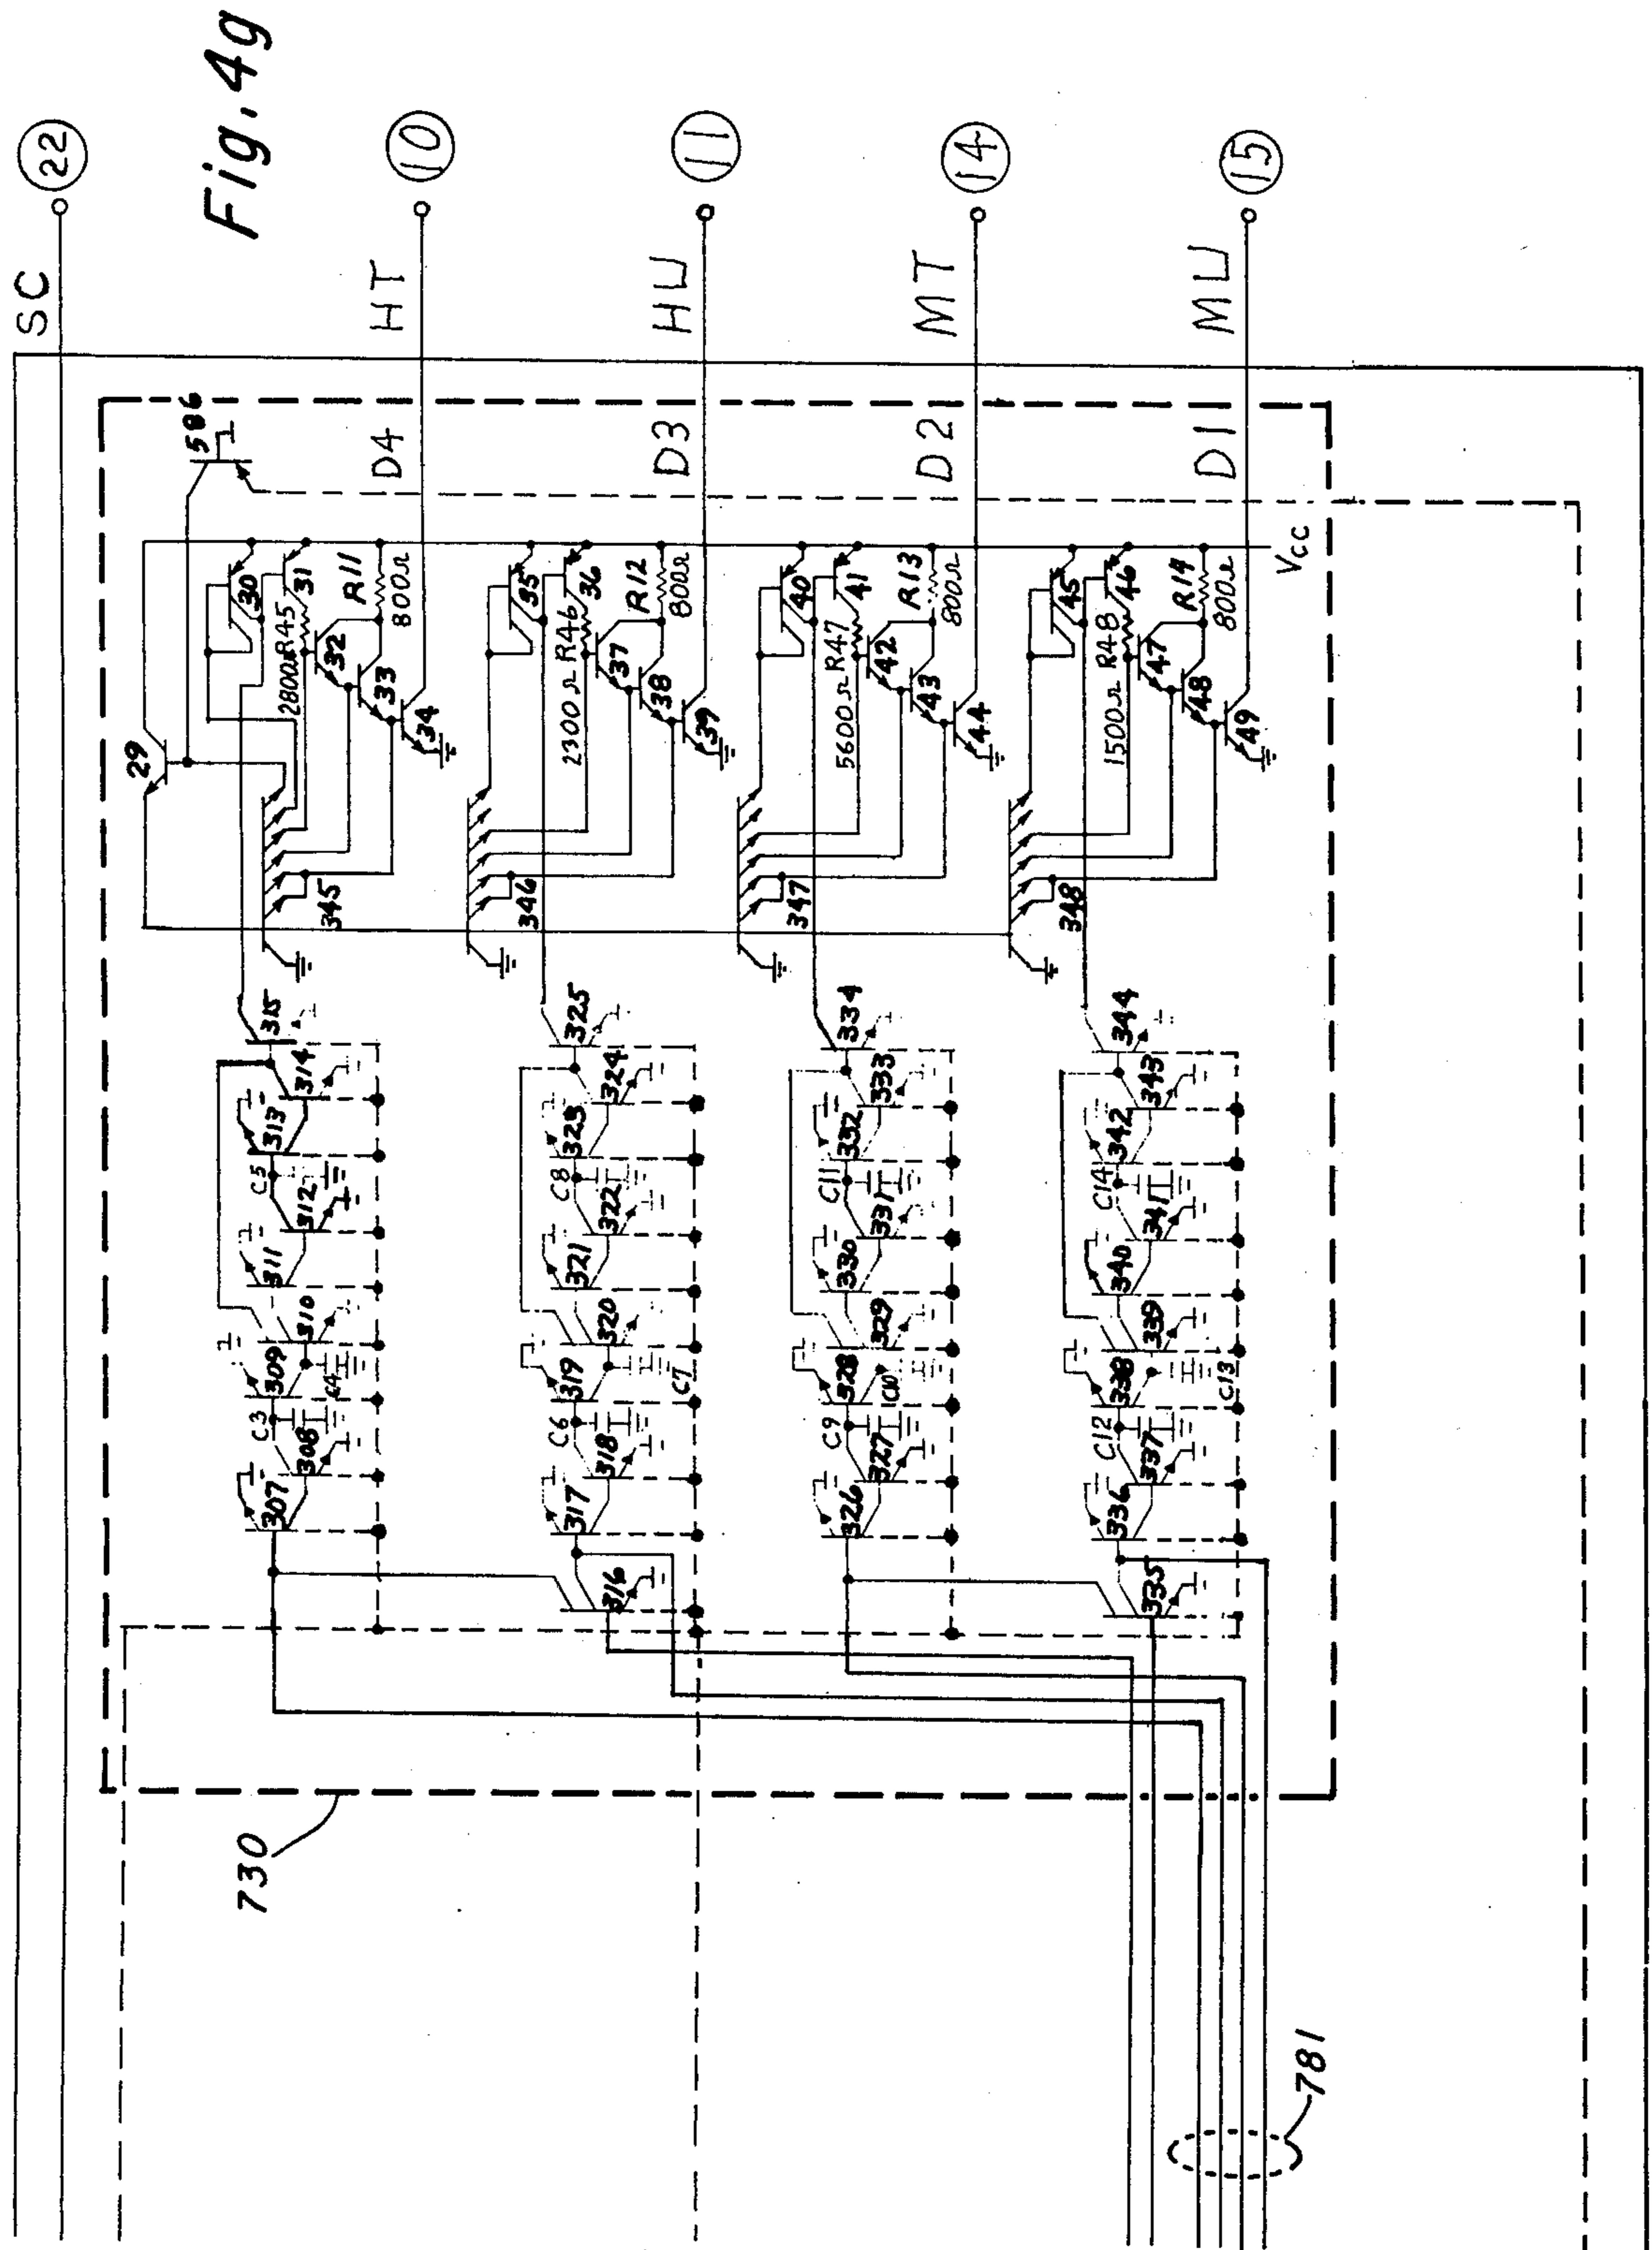 Fig. 4g
SC
22
HT
10
HU
11
MT
14
MU
15
586
D4
D3
D2
D1
Vcc
29
30
31
R45
2800Ω
R11
800Ω
32
33
34
35
36
R46
2300Ω
R12
800Ω
37
38
39
40
41
R47
5600Ω
R13
800Ω
42
43
44
45
46
R48
1500Ω
R14
800Ω
47
48
49
345
346
347
348
315
314
313
C5
312
311
310
309
C4
C3
308
307
325
324
323
C8
322
321
320
319
C7
C6
318
317
316
334
333
332
C11
331
330
329
328
C10
C9
327
326
344
343
342
C14
341
340
339
338
C13
C12
337
336
335
730
781